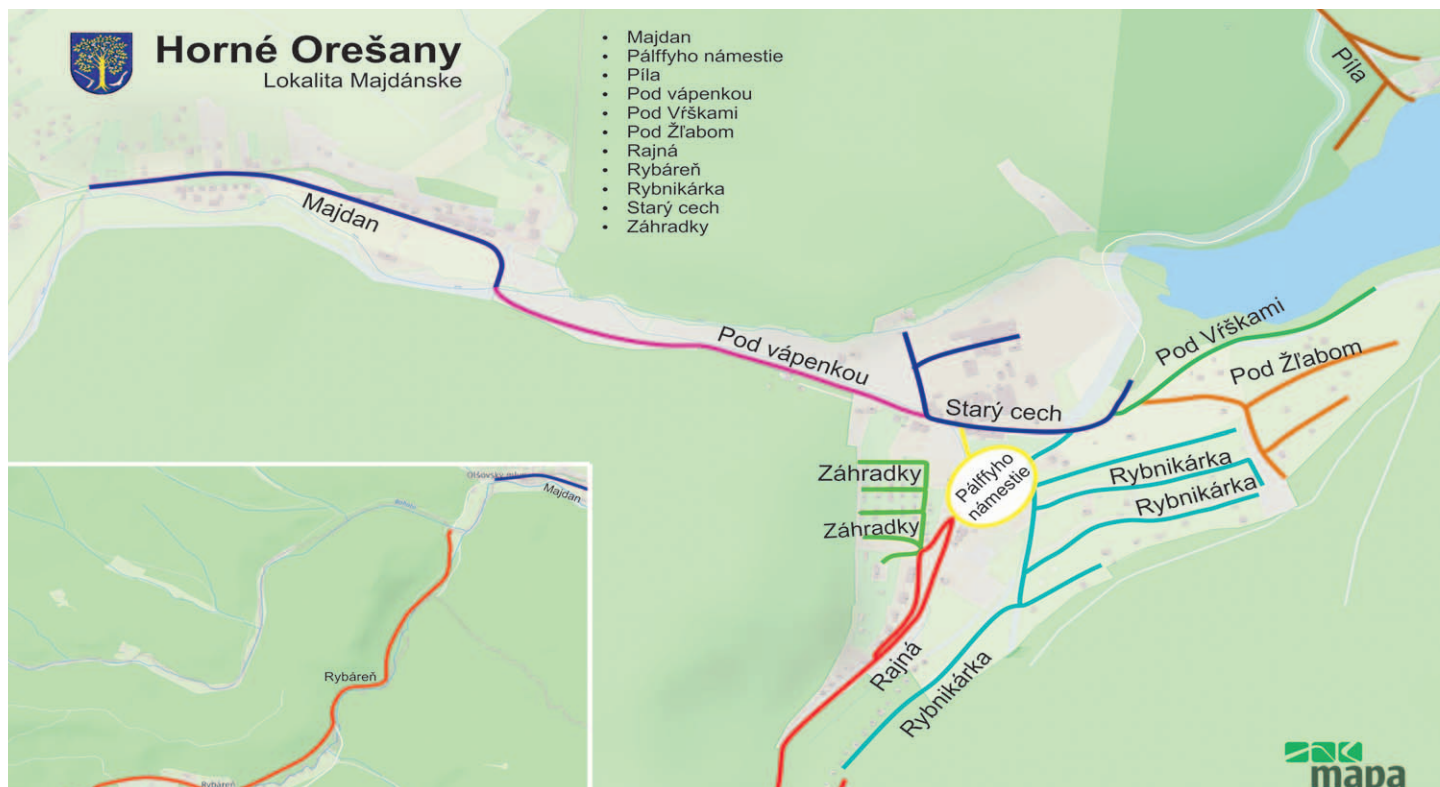 Horné Orešany
Lokalita Majdánske
• Majdan
• Pálffyho námestie
• Píla
• Pod vápenkou
• Pod Vŕškami
• Pod Žľabom
• Rajná
• Rybáreň
• Rybnikárka
• Starý cech
• Záhradky
Píla
Majdan
Pod vápenkou
Pod Vŕškami
Pod Žľabom
Starý cech
Pálffyho
námestie
Záhradky
Záhradky
Rybnikárka
Rybnikárka
Rajná
Rybnikárka
Majdan
Rybáreň
Rybáreň
mapa